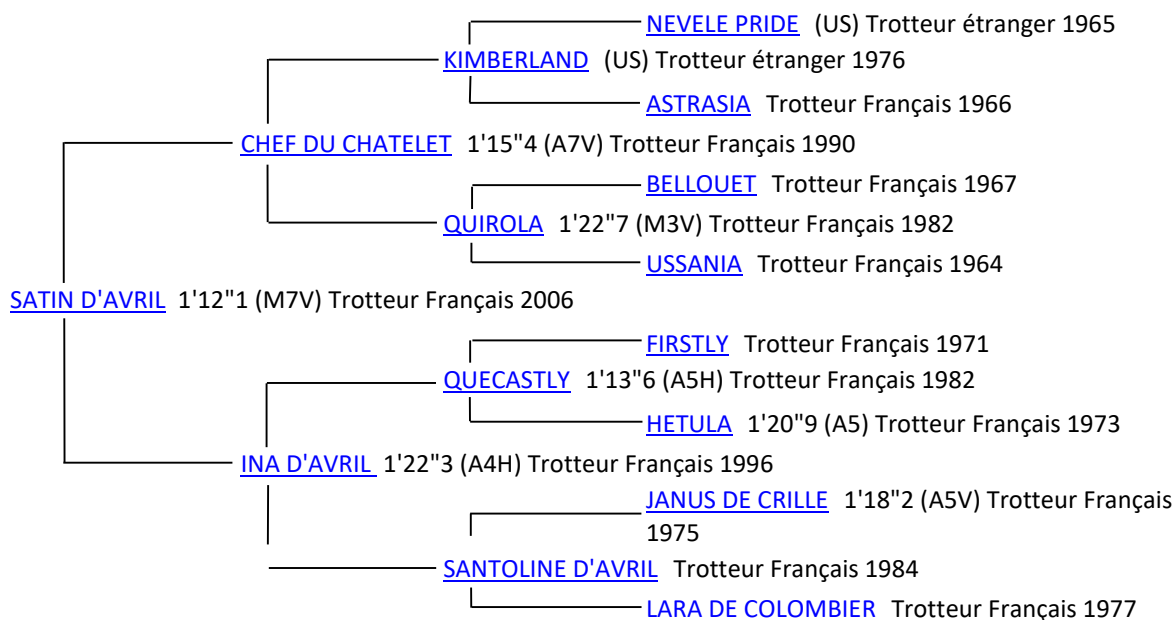 NEVELE PRIDE (US) Trotteur étranger 1965
KIMBERLAND (US) Trotteur étranger 1976
ASTRASIA Trotteur Français 1966
CHEF DU CHATELET 1'15"4 (A7V) Trotteur Français 1990
BELLOUET Trotteur Français 1967
QUIROLA 1'22"7 (M3V) Trotteur Français 1982
USSANIA Trotteur Français 1964
SATIN D'AVRIL 1'12"1 (M7V) Trotteur Français 2006
FIRSTLY Trotteur Français 1971
QUECASTLY 1'13"6 (A5H) Trotteur Français 1982
HETULA 1'20"9 (A5) Trotteur Français 1973
INA D'AVRIL 1'22"3 (A4H) Trotteur Français 1996
JANUS DE CRILLE 1'18"2 (A5V) Trotteur Français
1975
SANTOLINE D'AVRIL Trotteur Français 1984
LARA DE COLOMBIER Trotteur Français 1977